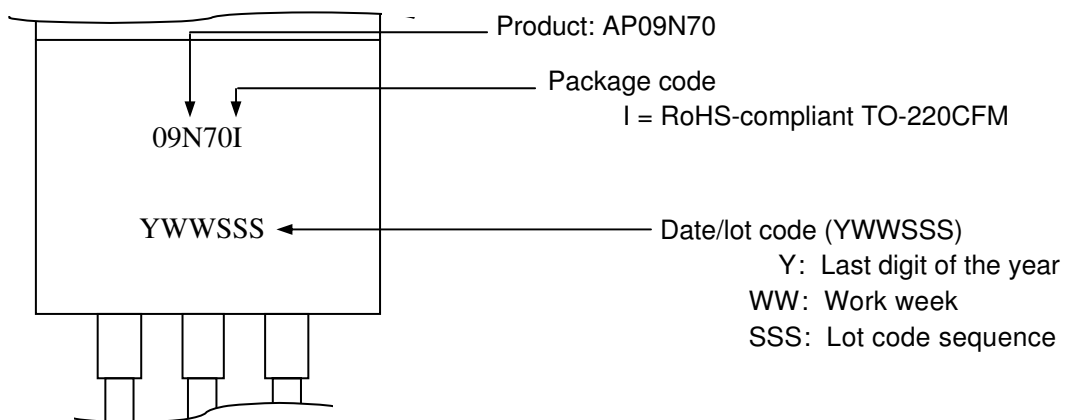 Product: AP09N70
Package code
I = RoHS-compliant TO-220CFM
09N70I
YWWSSS
Date/lot code (YWWSSS)
Y: Last digit of the year
WW: Work week
SSS: Lot code sequence